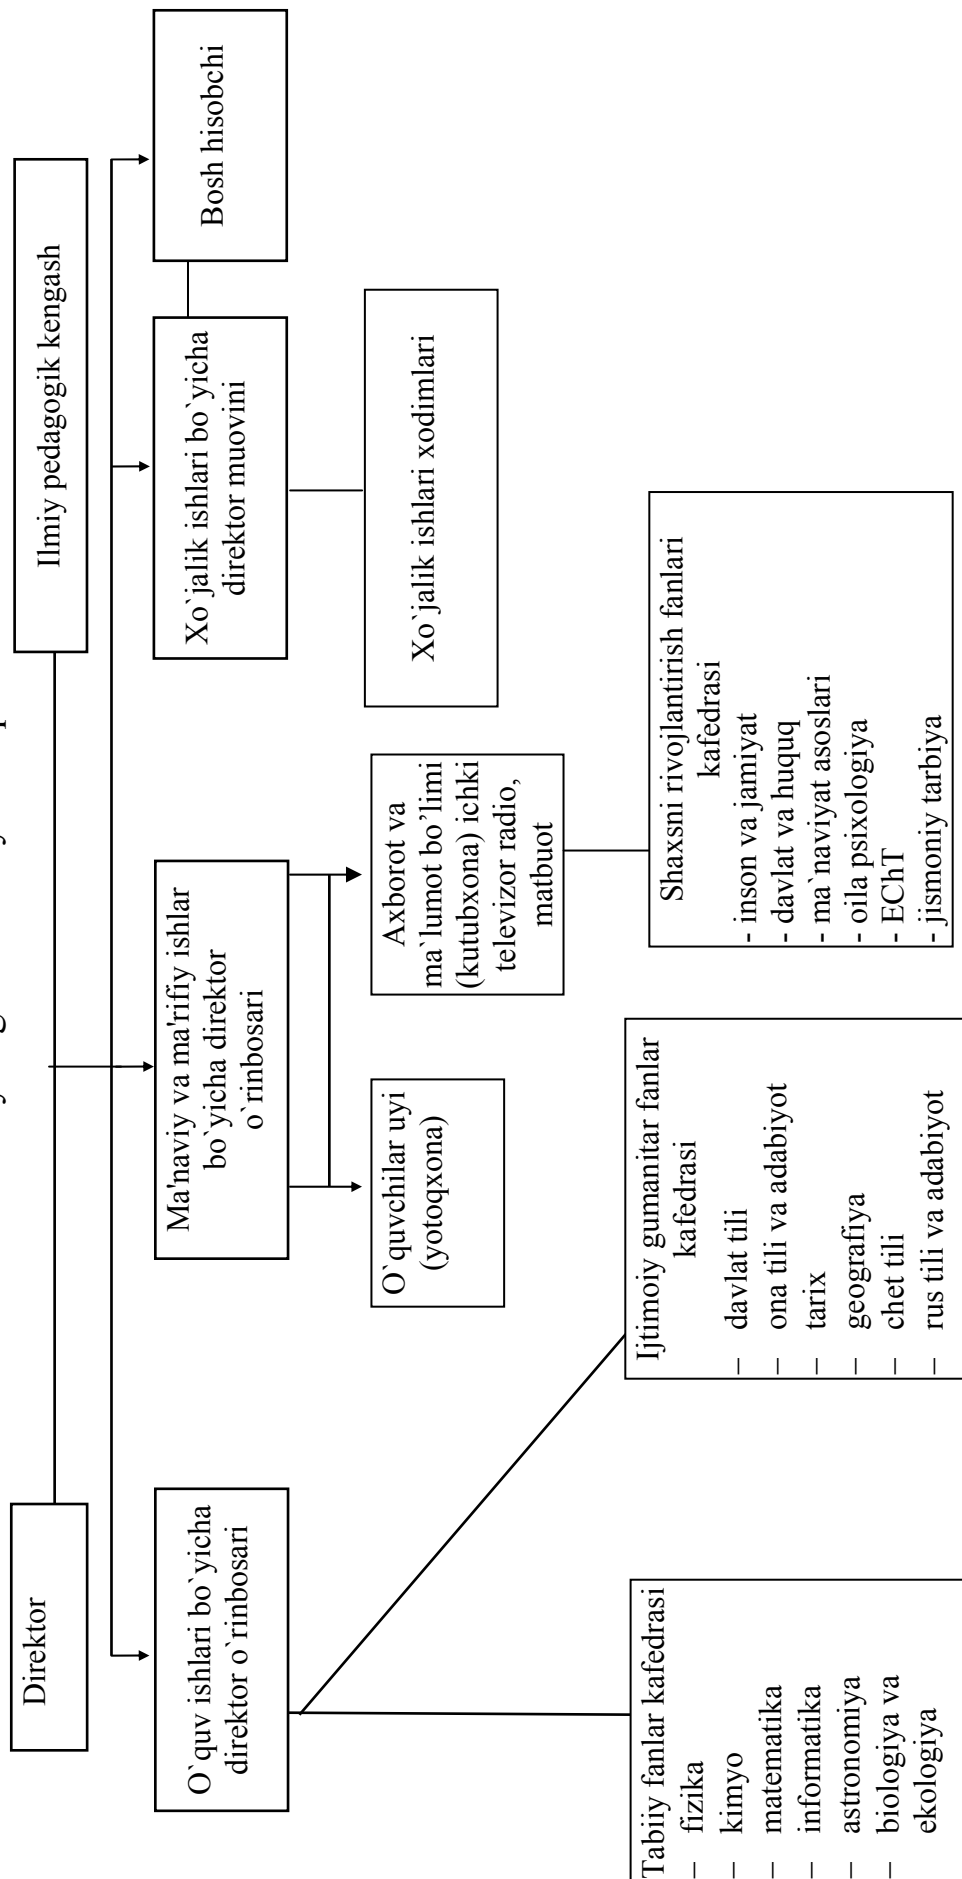 Direktor
Ilmiy pedagogik kengash
O`quv ishlari bo`yicha
direktor o`rinbosari
Ma'naviy va ma'rifiy ishlar
bo`yicha direktor
o`rinbosari
Xo`jalik ishlari bo`yicha
direktor muovini
Bosh hisobchi
O`quvchilar uyi
(yotoqxona)
Axborot va
ma`lumot bo’limi
(kutubxona) ichki
televizor radio,
matbuot
Xo`jalik ishlari xodimlari
Tabiiy fanlar kafedrasi
– fizika
– kimyo
– matematika
– informatika
– astronomiya
– biologiya va
ekologiya
Ijtimoiy gumanitar fanlar
kafedrasi
– davlat tili
– ona tili va adabiyot
– tarix
– geografiya
– chet tili
– rus tili va adabiyot
Shaxsni rivojlantirish fanlari
kafedrasi
- inson va jamiyat
- davlat va huquq
- ma`naviyat asoslari
- oila psixologiya
- EChT
- jismoniy tarbiya